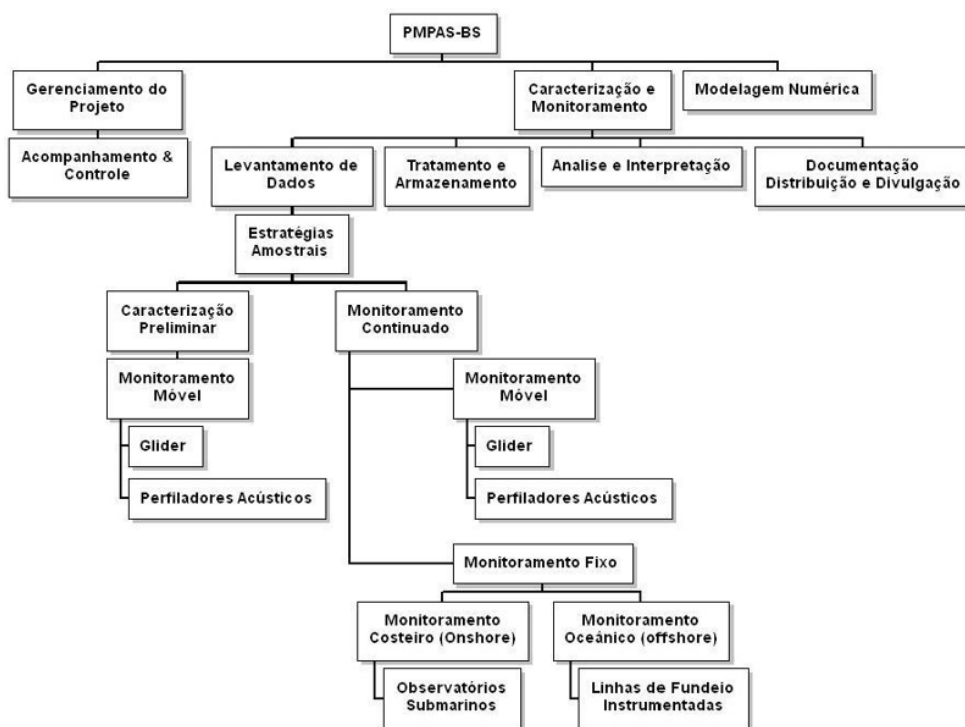 PMPAS-BS
Gerenciamento do
Projeto
Caracterização e
Monitoramento
Modelagem Numérica
Acompanhamento &
Controle
Levantamento de
Dados
Tratamento e
Armazenamento
Analise e Interpretação
Documentação
Distribuição e Divulgação
Estratégias
Amostrais
Caracterização
Preliminar
Monitoramento
Continuado
Monitoramento
Móvel
Monitoramento
Móvel
Glider
Glider
Perfiladores Acústicos
Perfiladores Acústicos
Monitoramento Fixo
Monitoramento
Costeiro (Onshore)
Monitoramento
Oceánico (offshore)
Observatórios
Submarinos
Linhas de Fundeio
Instrumentadas